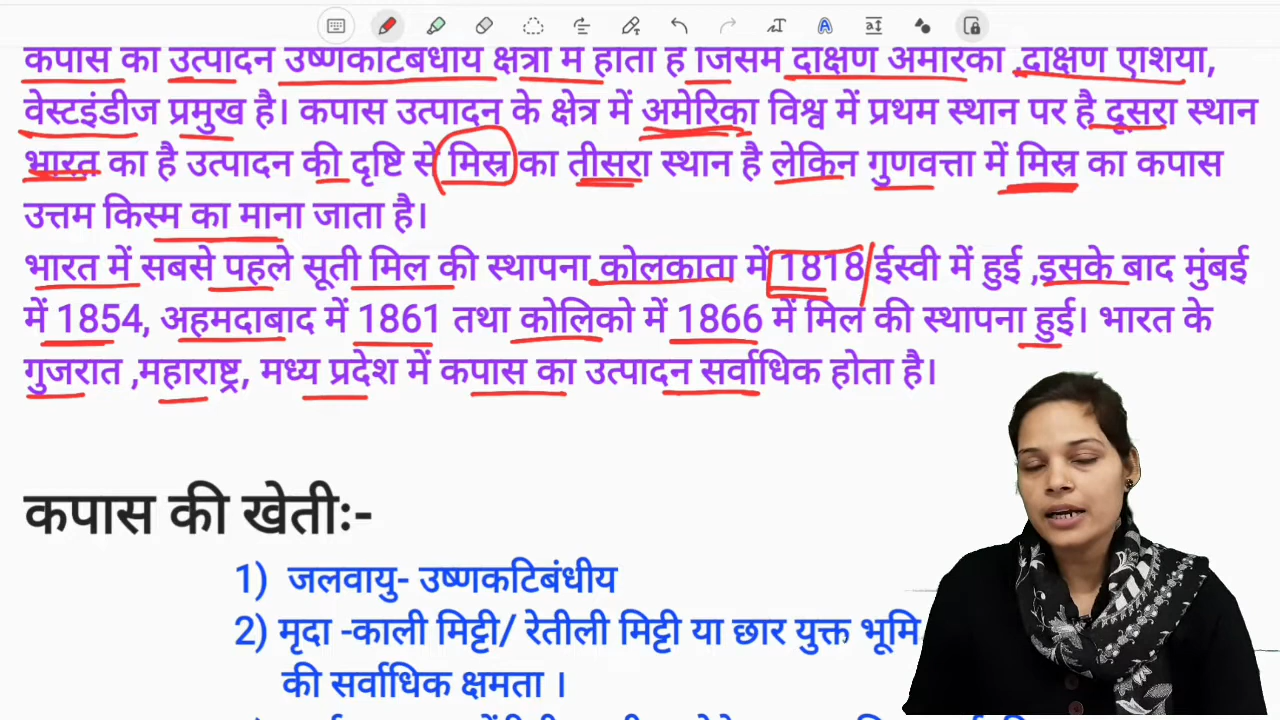 कपास का उत्पादन उष्णकटिबंधीय क्षेत्रों में होता है जिसमें दक्षिण अमेरिका ,दक्षिण एशिया,
वेस्टइंडीज प्रमुख है। कपास उत्पादन के क्षेत्र में अमेरिका विश्व में प्रथम स्थान पर है दूसरा स्थान
भारत का है उत्पादन की दृष्टि से मिस्र का तीसरा स्थान है लेकिन गुणवत्ता में मिस्र का कपास
उत्तम किस्म का माना जाता है।
भारत में सबसे पहले सूती मिल की स्थापना कोलकाता में 1818 ईस्वी में हुई ,इसके बाद मुंबई
में 1854, अहमदाबाद में 1861 तथा कोलिको में 1866 में मिल की स्थापना हुई। भारत के
गुजरात ,महाराष्ट्र, मध्य प्रदेश में कपास का उत्पादन सर्वाधिक होता है।
कपास की खेतीः-
1) जलवायु- उष्णकटिबंधीय
2) मृदा -काली मिट्टी/ रेतीली मिट्टी या छार युक्त भूमि
की सर्वाधिक क्षमता ।